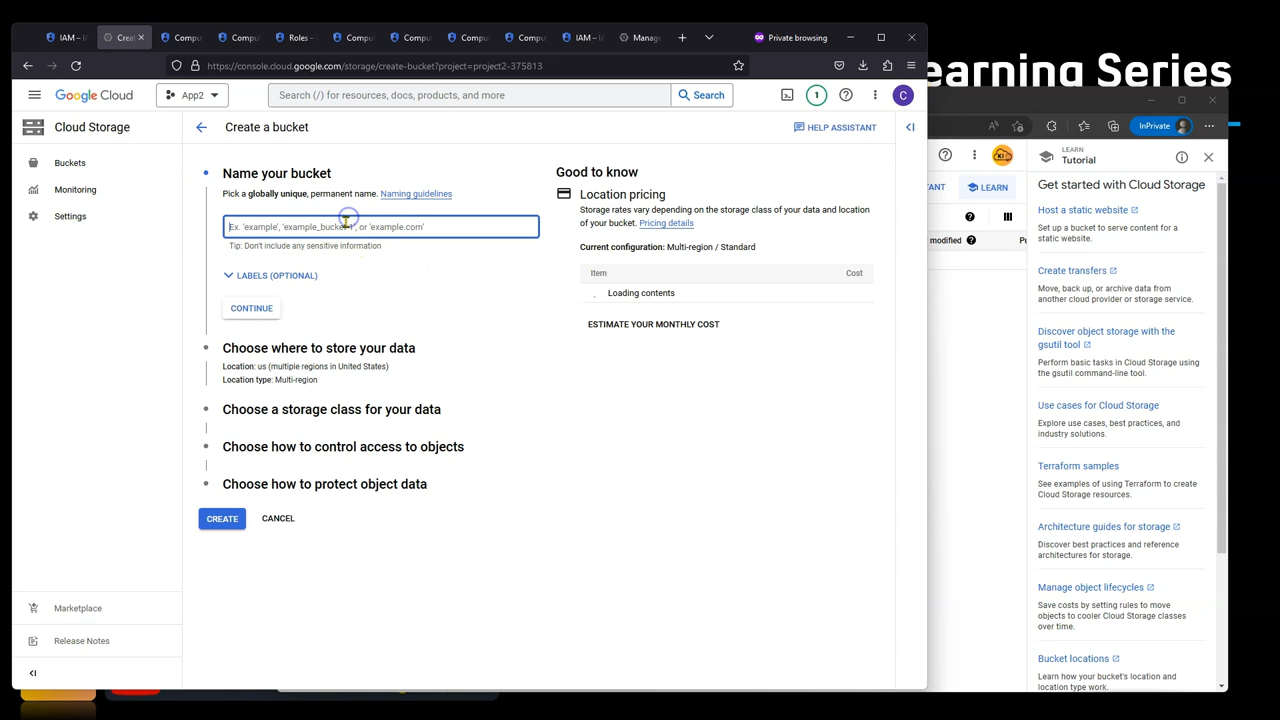 IAM – I
Creat
Compu
Compu
Roles –
Compu
Compu
Compu
Compu
IAM – I
Manage
Private browsing
https://console.cloud.google.com/storage/create-bucket?project=project2-375813
earning Series
Google Cloud
App2
Search (/) for resources, docs, products, and more
Search
1
C
InPrivate
Cloud Storage
Create a bucket
HELP ASSISTANT
Buckets
Monitoring
Settings
Name your bucket
Pick a globally unique, permanent name. Naming guidelines
Ex. 'example', 'example_bucket-1', or 'example.com'
Tip: Don't include any sensitive information
LABELS (OPTIONAL)
CONTINUE
Choose where to store your data
Location: us (multiple regions in United States)
Location type: Multi-region
Choose a storage class for your data
Choose how to control access to objects
Choose how to protect object data
CREATE
CANCEL
Good to know
Location pricing
Storage rates vary depending on the storage class of your data and location
of your bucket. Pricing details
Current configuration: Multi-region / Standard
Item
Cost
Loading contents
ESTIMATE YOUR MONTHLY COST
Marketplace
Release Notes
TANT
LEARN
modified
Pu
LEARN
Tutorial
Get started with Cloud Storage
Host a static website
Set up a bucket to serve content for a
static website.
Create transfers
Move, back up, or archive data from
another cloud provider or storage service.
Discover object storage with the
gsutil tool
Perform basic tasks in Cloud Storage using
the gsutil command-line tool.
Use cases for Cloud Storage
Explore use cases, best practices, and
industry solutions.
Terraform samples
See examples of using Terraform to create
Cloud Storage resources.
Architecture guides for storage
Discover best practices and reference
architectures for storage.
Manage object lifecycles
Save costs by setting rules to move
objects to cooler Cloud Storage classes
over time.
Bucket locations
Learn how your bucket's location and
location type work.